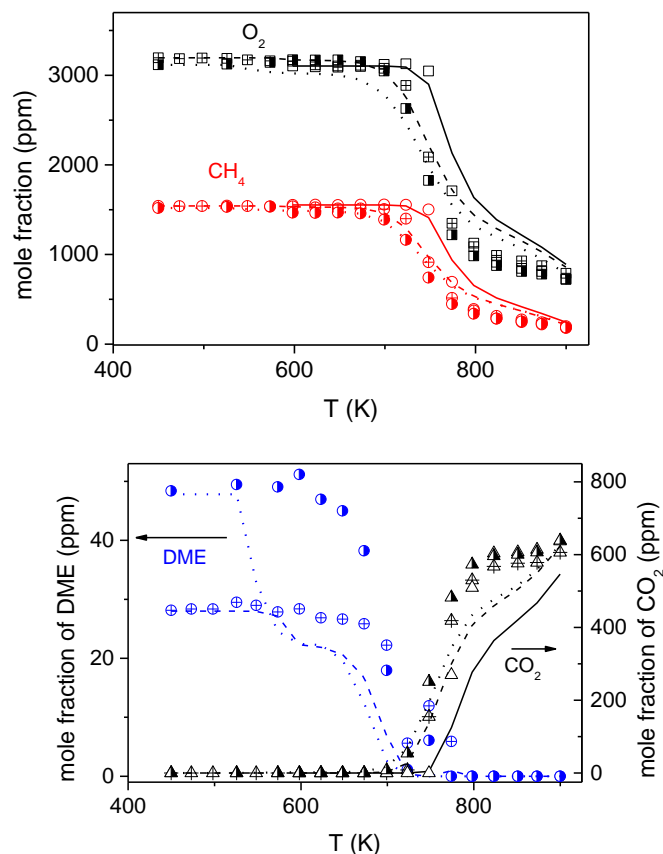 O2
3000
2000
CH4
1000
0
400 600 800
mole fraction (ppm)
T (K)
40
20
0
DME
800
600
400
200
0
CO2
400 600 800
mole fraction of DME (ppm)
mole fraction of CO2 (ppm)
T (K)